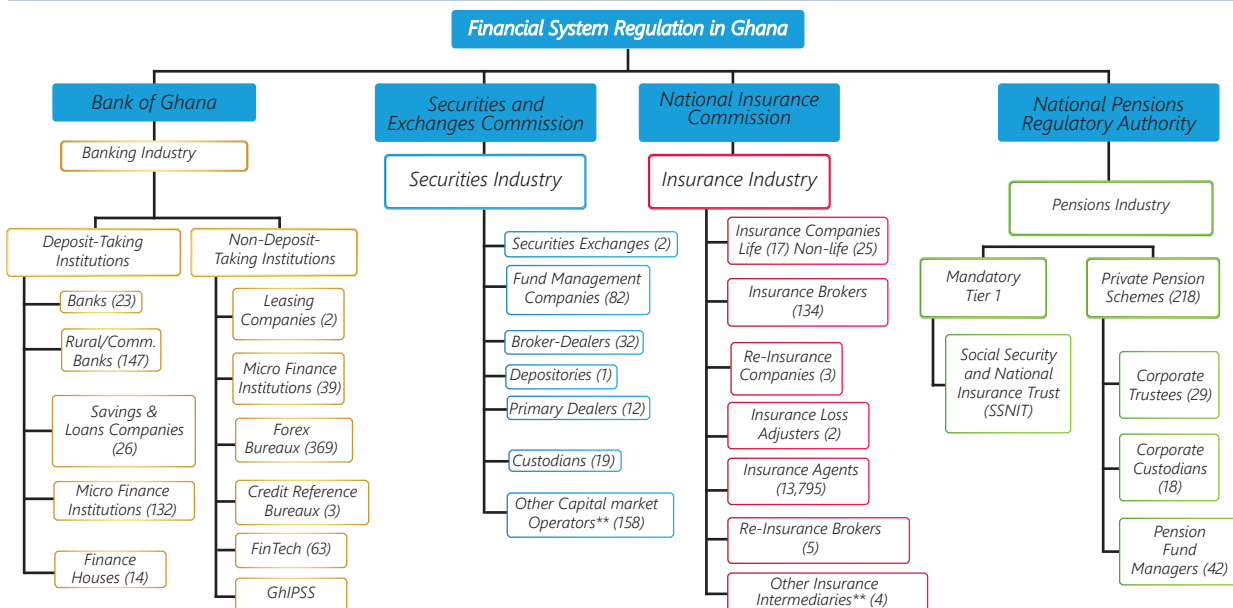 Financial System Regulation in Ghana
Bank of Ghana
Banking Industry
Deposit-Taking
Institutions
Banks (23)
Rural/Comm.
Banks (147)
Savings &
Loans Companies
(26)
Micro Finance
Institutions (132)
Finance
Houses (14)
Non-Deposit-
Taking Institutions
Leasing
Companies (2)
Micro Finance
Institutions (39)
Forex
Bureaux (369)
Credit Reference
Bureaux (3)
FinTech (63)
GhIPSS
Securities and
Exchanges Commission
Securities Industry
Securities Exchanges (2)
Fund Management
Companies (82)
Broker-Dealers (32)
Depositories (1)
Primary Dealers (12)
Custodians (19)
Other Capital market
Operators** (158)
National Insurance
Commission
Insurance Industry
Insurance Companies
Life (17) Non-life (25)
Insurance Brokers
(134)
Re-Insurance
Companies (3)
Insurance Loss
Adjusters (2)
Insurance Agents
(13,795)
Re-Insurance Brokers
(5)
Other Insurance
Intermediaries** (4)
National Pensions
Regulatory Authority
Pensions Industry
Mandatory
Tier 1
Social Security
and National
Insurance Trust
(SSNIT)
Private Pension
Schemes (218)
Corporate
Trustees (29)
Corporate
Custodians
(18)
Pension
Fund
Managers (42)